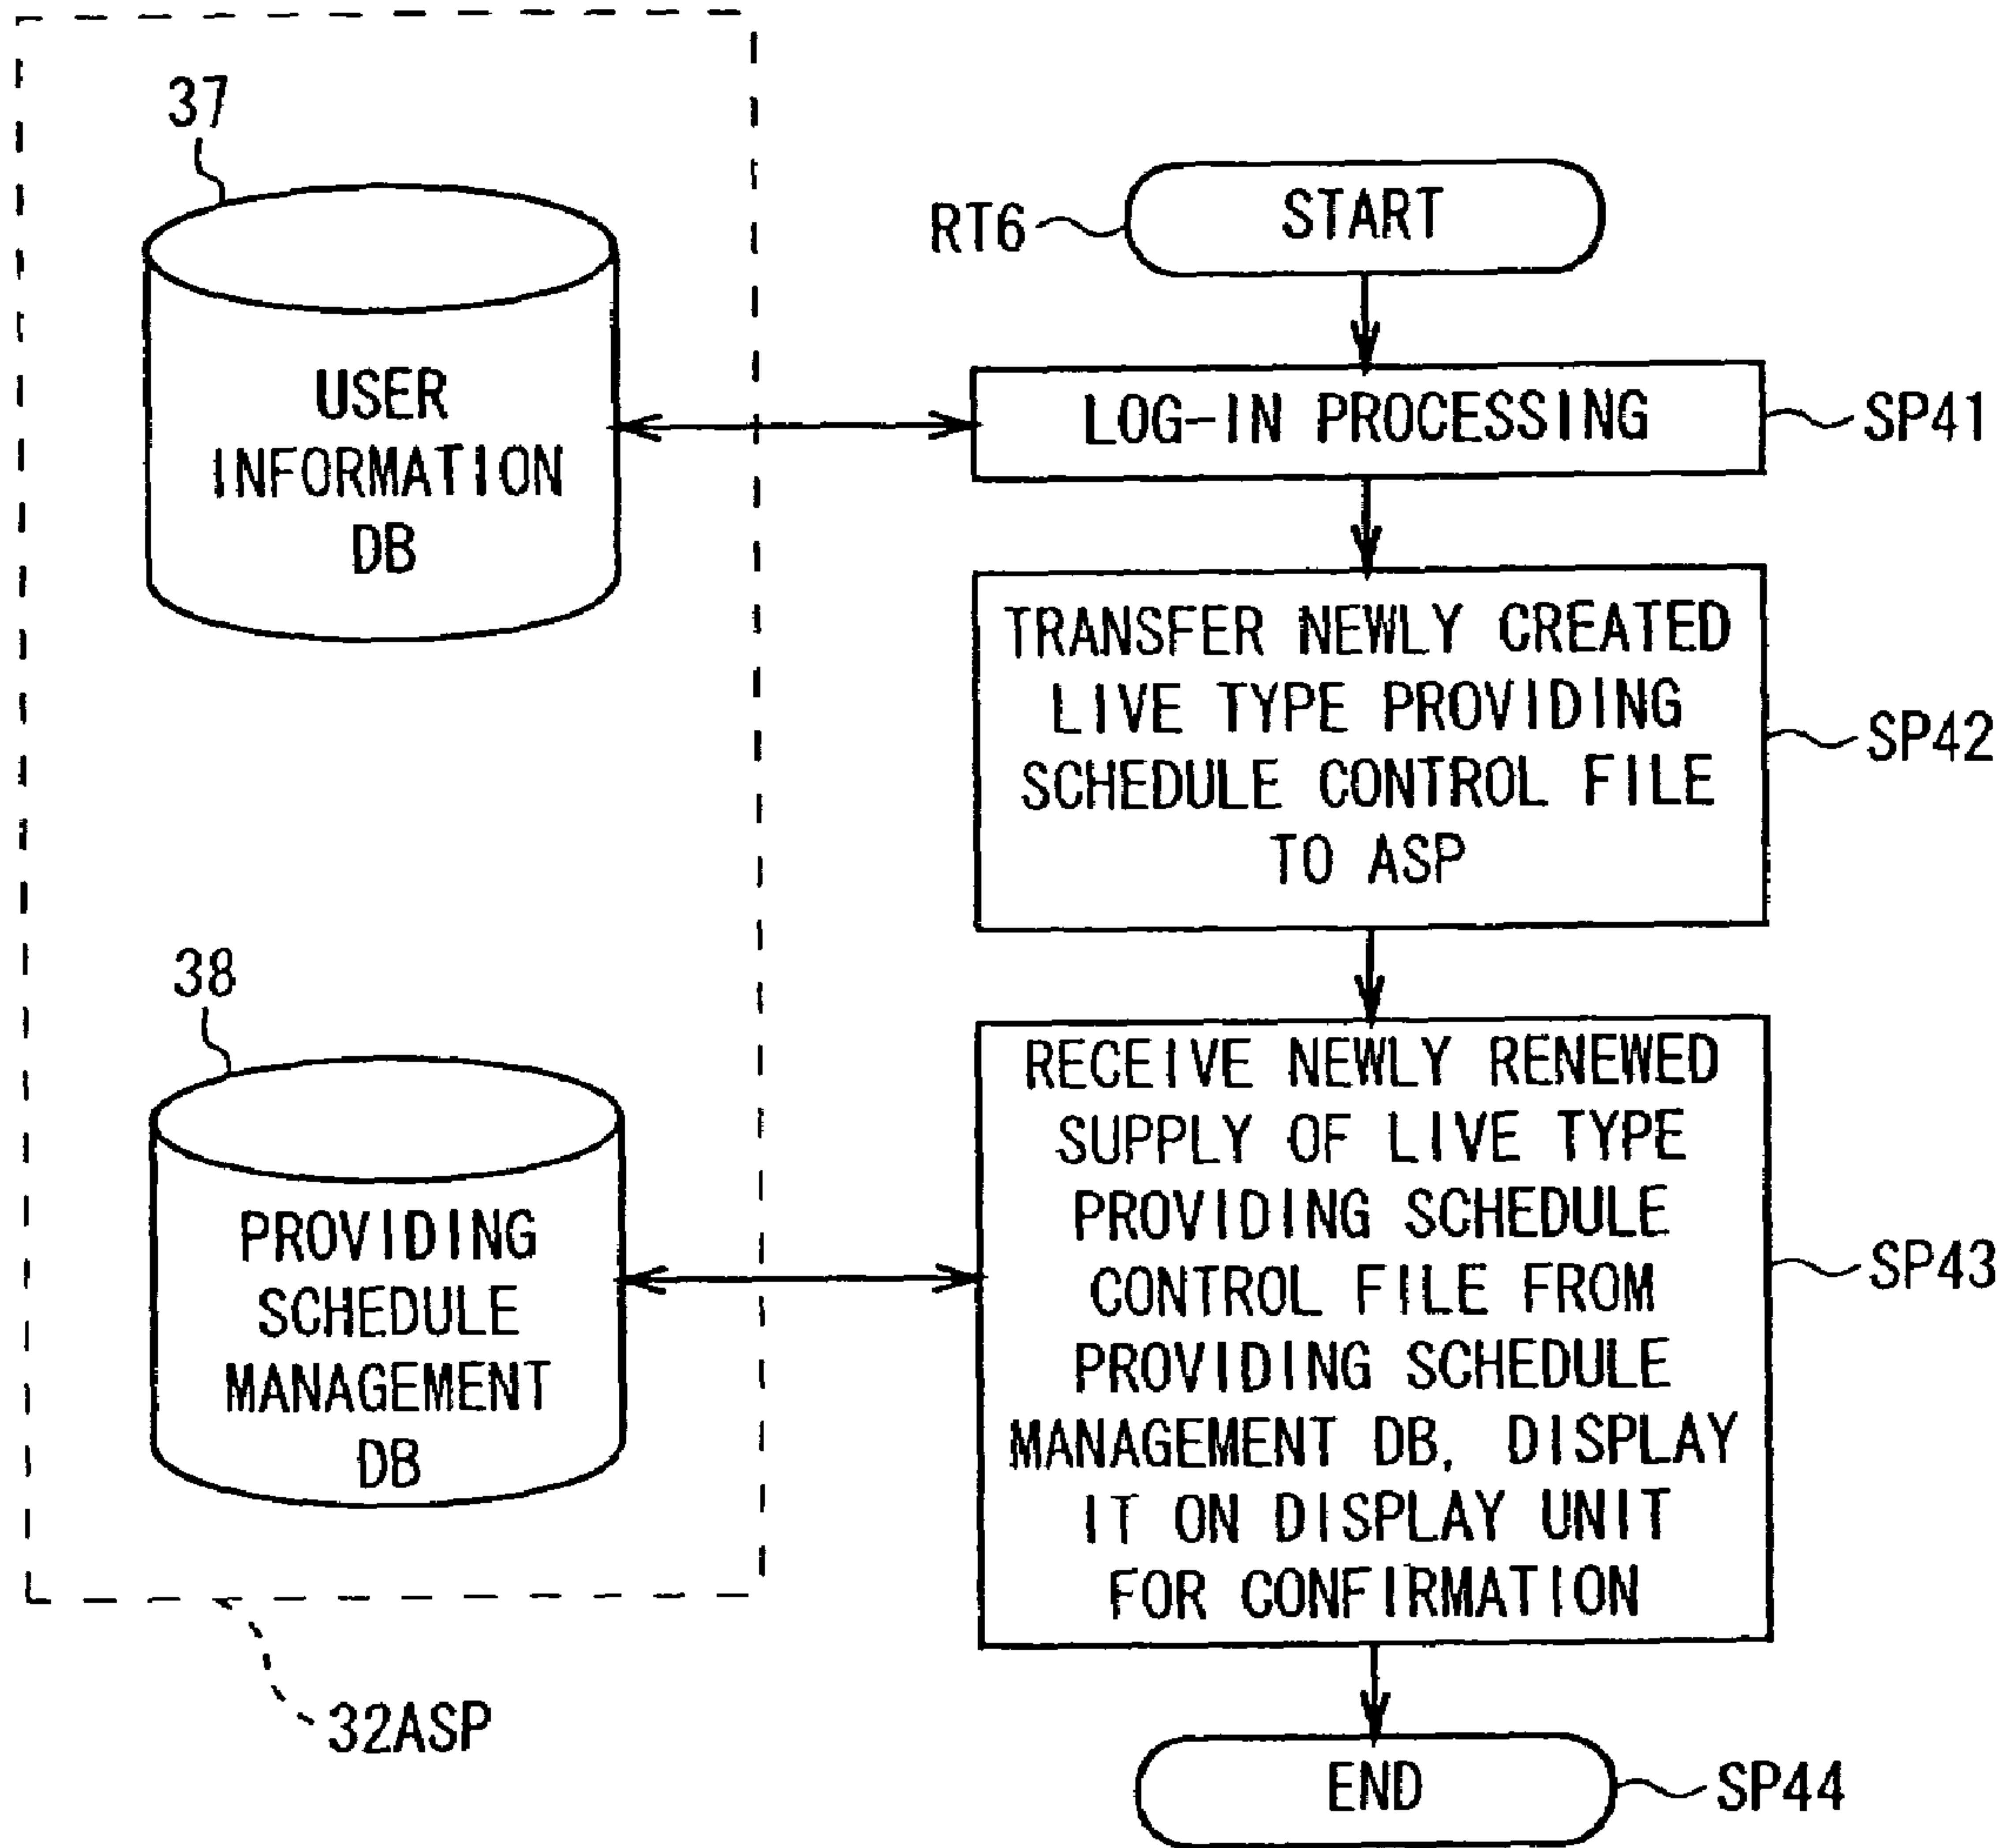 37
USER
INFORMATION
DB
38
PROVIDING
SCHEDULE
MANAGEMENT
DB
32ASP
RT6
START
LOG-IN PROCESSING
SP41
TRANSFER NEWLY CREATED
LIVE TYPE PROVIDING
SCHEDULE CONTROL FILE
TO ASP
SP42
RECEIVE NEWLY RENEWED
SUPPLY OF LIVE TYPE
PROVIDING SCHEDULE
CONTROL FILE FROM
PROVIDING SCHEDULE
MANAGEMENT DB, DISPLAY
IT ON DISPLAY UNIT
FOR CONFIRMATION
SP43
END
SP44